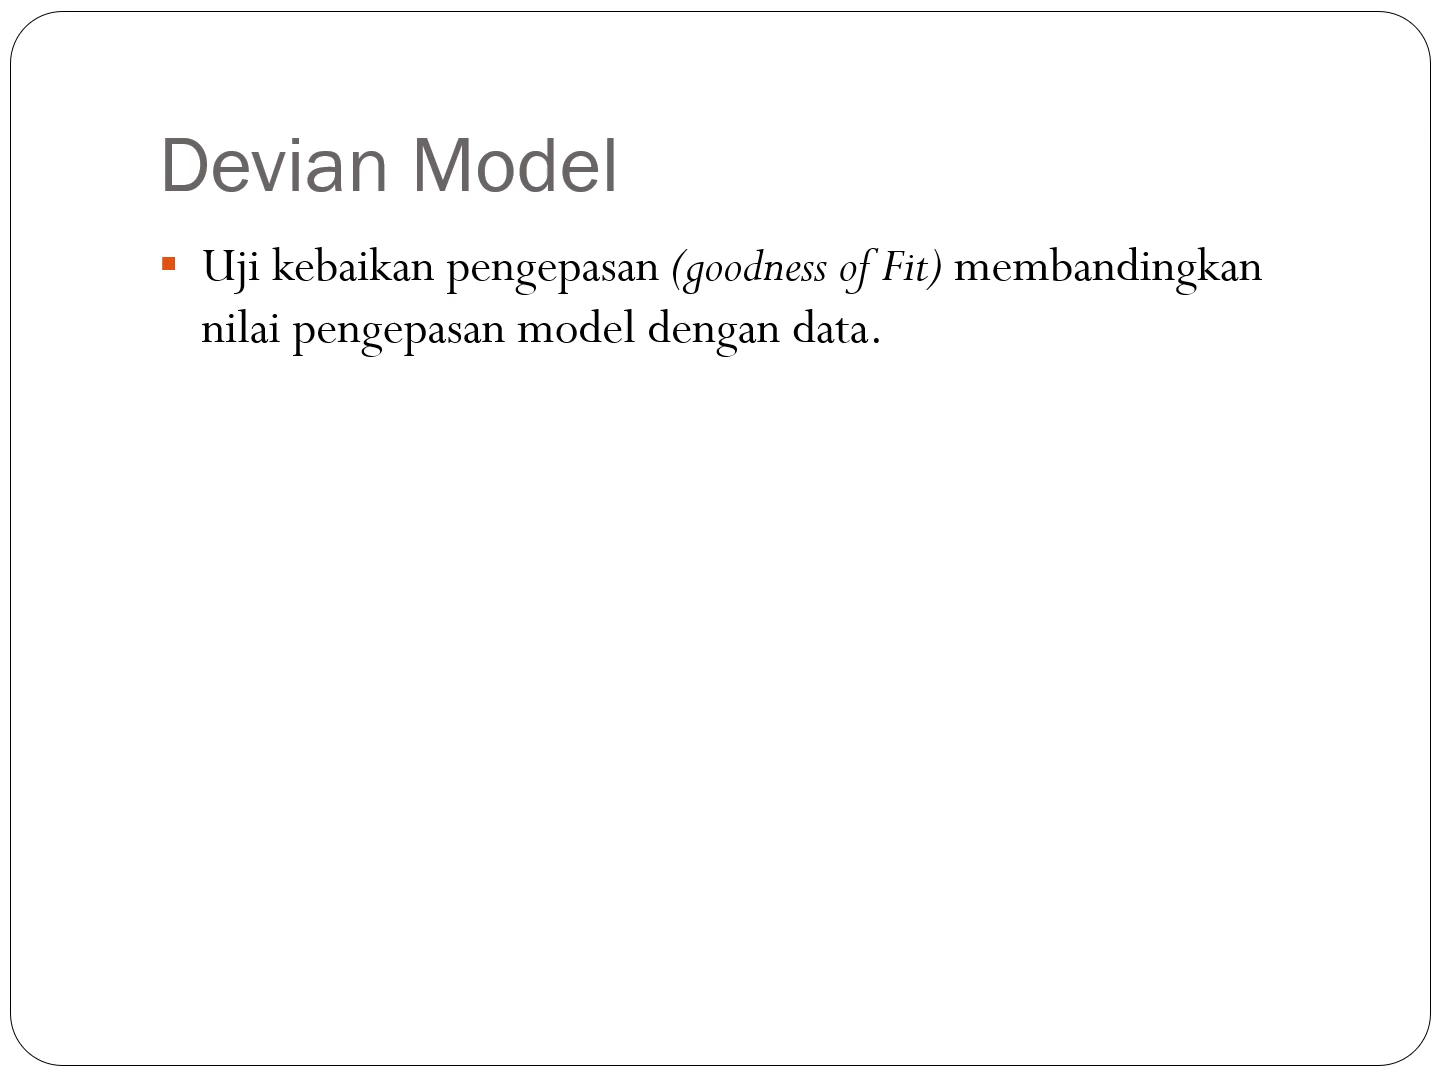 Devian Model
Uji kebaikan pengepasan (goodness of Fit) membandingkan
nilai pengepasan model dengan data.